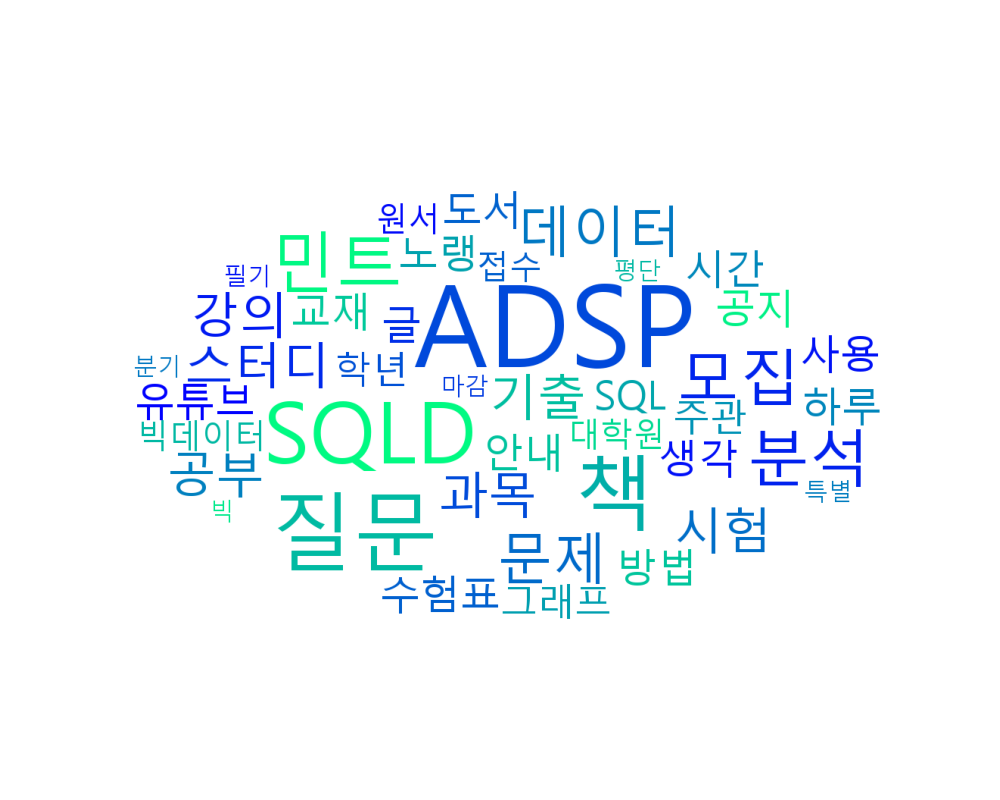 원서
도서
데이터
민트
노랭
접수
평단
시간
필기
강의
교재
글
ADSP
공지
분기
스터디
학년
마감
기출
SQL
모집
사용
유튜브
주관
하루
빅데이터
SQLD
안내
대학원
생각
분석
공부
과목
책
특별
빅
질문
문제
시험
방법
수험표
그래프